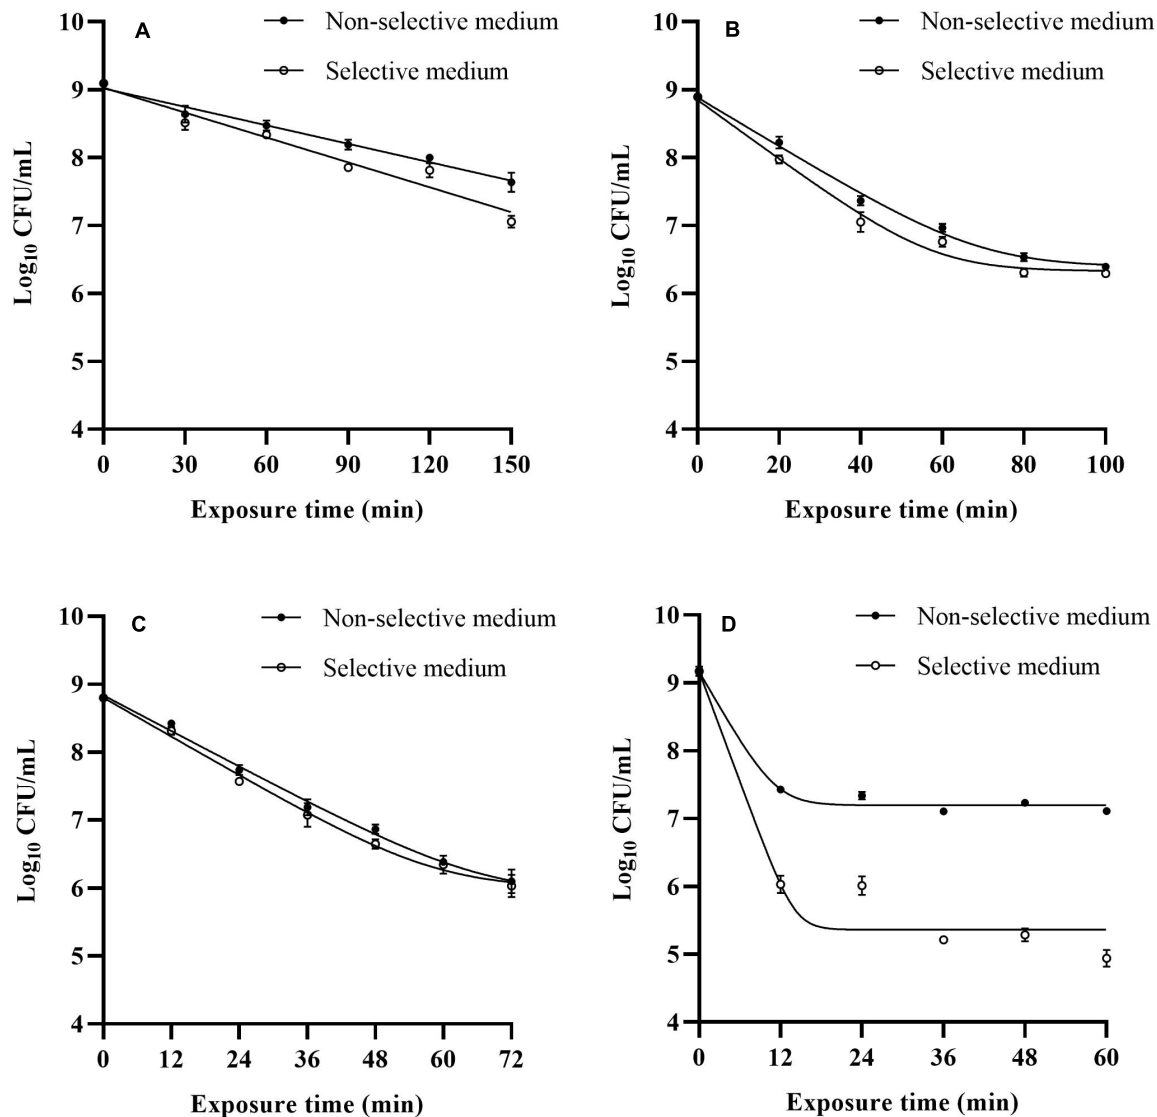 A
Non-selective medium
Selective medium
Log10 CFU/mL
10
9
8
7
6
5
4
0 30 60 90 120 150
Exposure time (min)
B
Non-selective medium
Selective medium
Log10 CFU/mL
10
9
8
7
6
5
4
0 20 40 60 80 100
Exposure time (min)
C
Non-selective medium
Selective medium
Log10 CFU/mL
10
9
8
7
6
5
4
0 12 24 36 48 60 72
Exposure time (min)
D
Non-selective medium
Selective medium
Log10 CFU/mL
10
9
8
7
6
5
4
0 12 24 36 48 60
Exposure time (min)